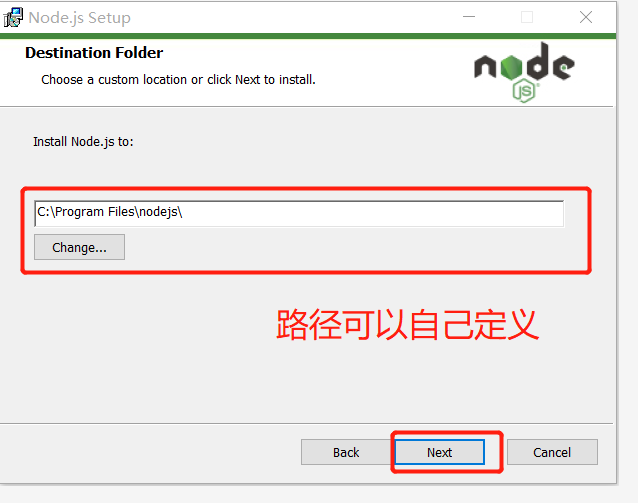 Node.js Setup
Destination Folder
Choose a custom location or click Next to install.
node
JS
Install Node.js to:
C:\Program Files\nodejs\
Change...
路径可以自己定义
Back
Next
Cancel